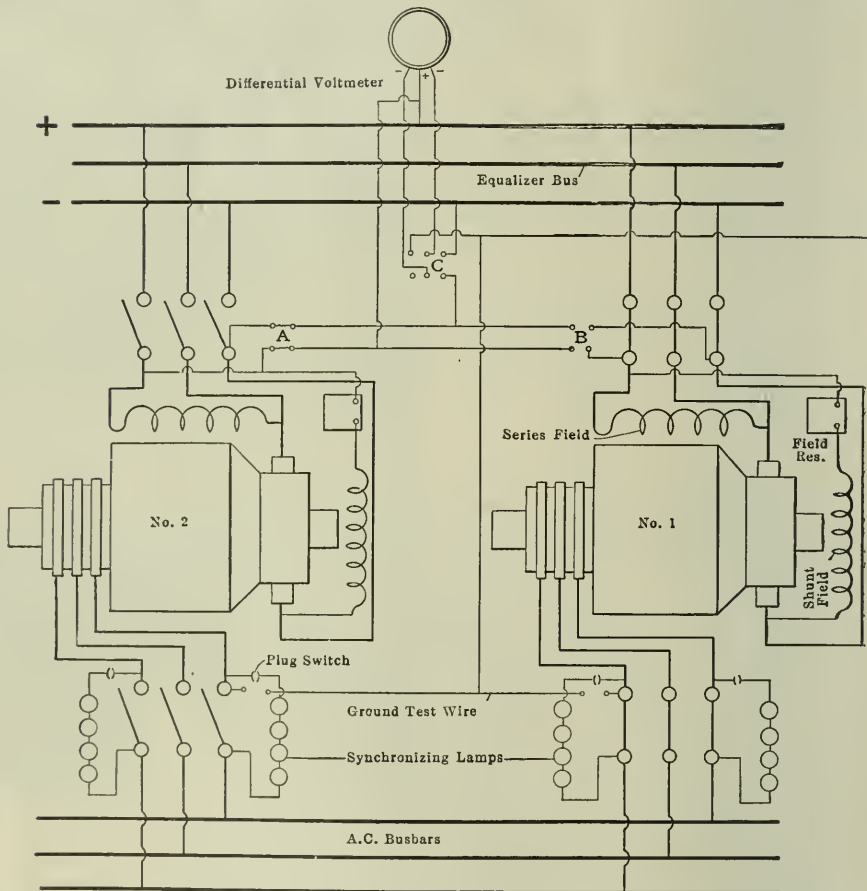 Differential Voltmeter
- + -
+
Equalizer Bus
-
C
A
B
Series Field
Field
Res.
No. 2
No. 1
Shunt
Field
Plug Switch
Ground Test Wire
Synchronizing Lamps
A.C. Busbars